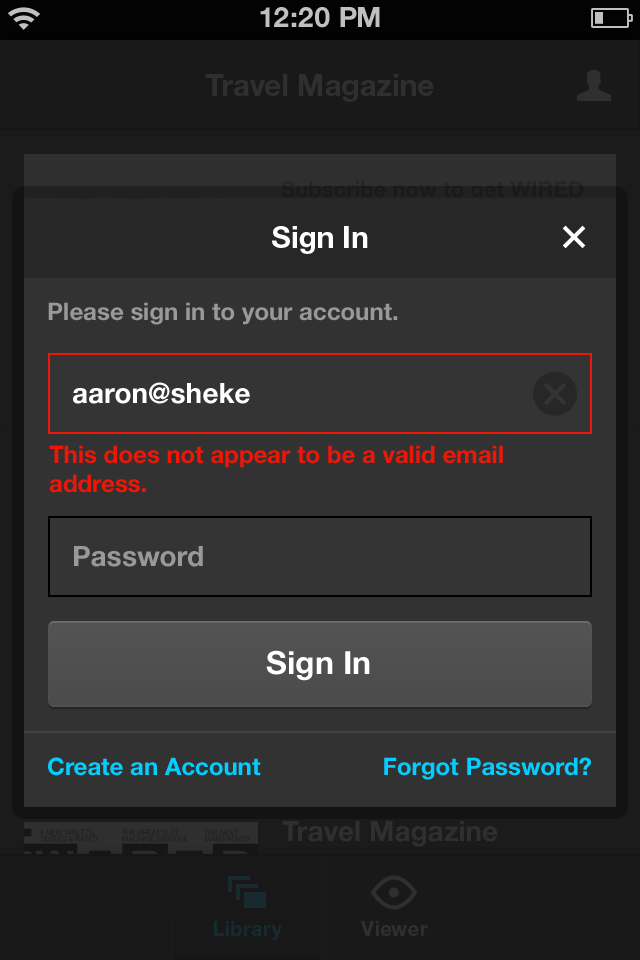 12:20 PM
Travel Magazine
Subscribe now to get WIRED
Sign In
Please sign in to your account.
aaron@sheke
This does not appear to be a valid email
address.
Password
Sign In
Create an Account
Forgot Password?
Travel Magazine
Library
Viewer